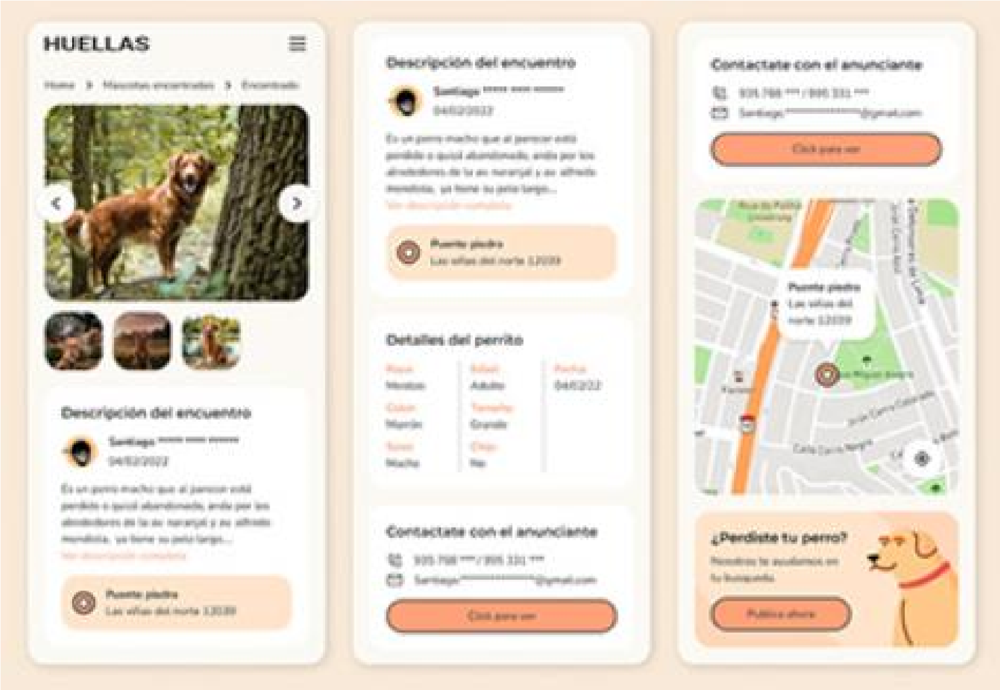 HUELLAS
Home > Mascotas encontradas > Encontrado
Descripción del encuentro
Santiago ***** **** ******
04/02/2022
Es un perro macho que al parecer está
perdido o quizá abandonado, anda por los
alrededores de la av naranjal y av alfredo
mendiola, ya tiene su pelo largo...
Ver descripción completa
Puente piedra
Las viñas del norte 12039
Descripción del encuentro
Santiago ***** **** ******
04/02/2022
Es un perro macho que al parecer está
perdido o quizá abandonado, anda por los
alrededores de la av naranjal y av alfredo
mendiola, ya tiene su pelo largo...
Ver descripción completa
Puente piedra
Las viñas del norte 12039
Detalles del perrito
Raza Edad Fecha
Mestizo Adulto 04/02/22
Color Tamaño
Marrón Grande
Sexo Chip
Macho No
Contactate con el anunciante
935 788 *** / 995 331 ***
Santiago***************@gmail.com
Click para ver
Contactate con el anunciante
935 788 *** / 995 331 ***
Santiago***************@gmail.com
Click para ver
Puente piedra
Las viñas del
norte 12039
Jirón Cerro Colorado
Calle Cerro Negro
¿Perdiste tu perro?
Nosotros te ayudamos en
tu busqueda
Publica ahora